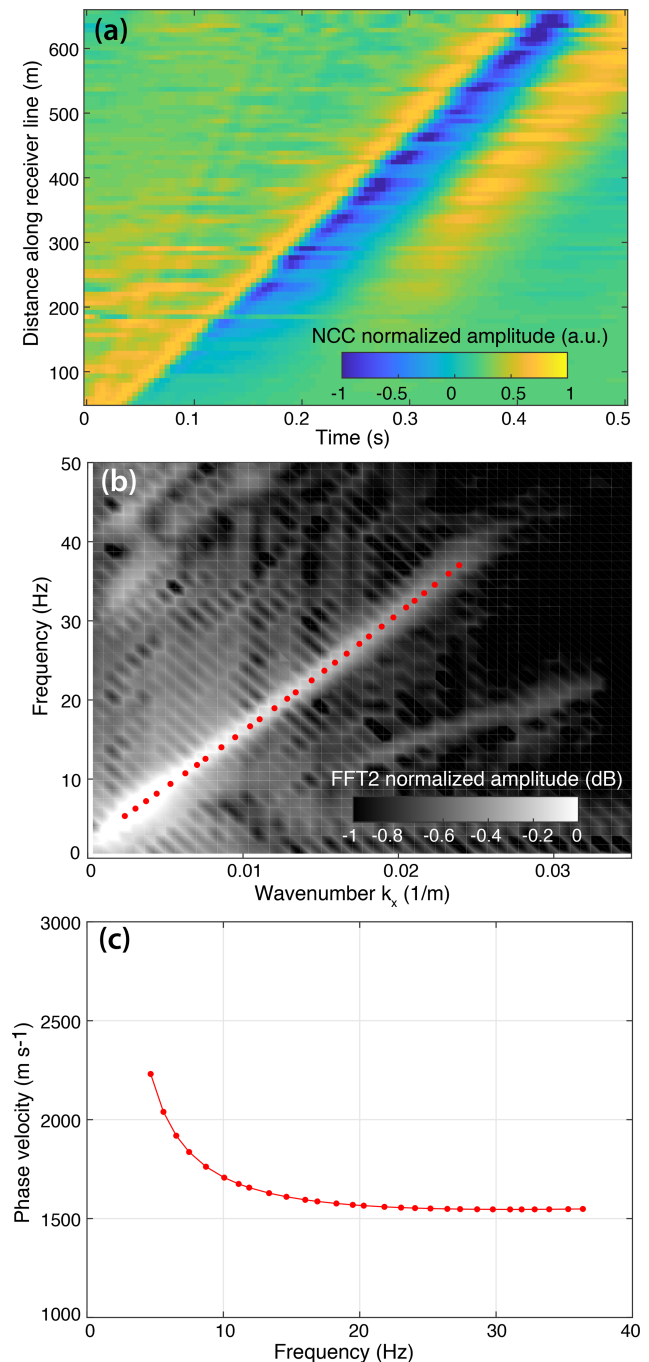 (a)
Distance along receiver line (m)
600
500
400
300
200
100
NCC normalized amplitude (a.u.)
-1 -0.5 0 0.5 1
0 0.1 0.2 0.3 0.4 0.5
Time (s)
(b)
Frequency (Hz)
50
40
30
20
10
0
FFT2 normalized amplitude (dB)
-1 -0.8 -0.6 -0.4 -0.2 0
0 0.01 0.02 0.03
Wavenumber kₓ (1/m)
(c)
Phase velocity (m s-1)
3000
2500
2000
1500
1000
0 10 20 30 40
Frequency (Hz)